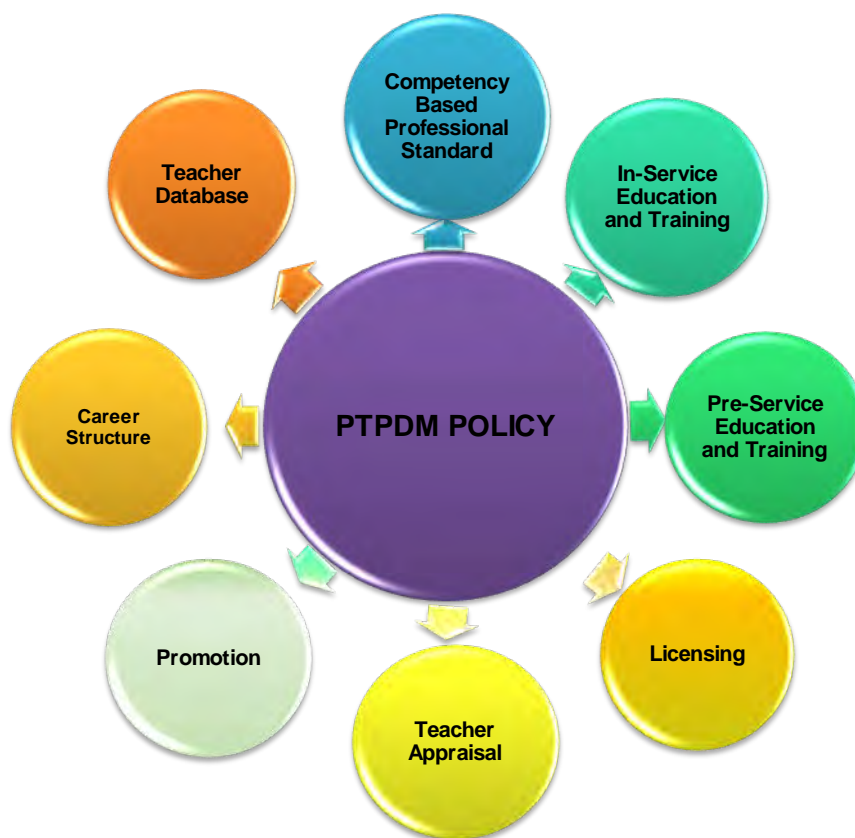 Competency
Based
Professional
Standard
In-Service
Education
and Training
Pre-Service
Education
and Training
Licensing
Teacher
Appraisal
Promotion
Career
Structure
Teacher
Database
PTPDM POLICY